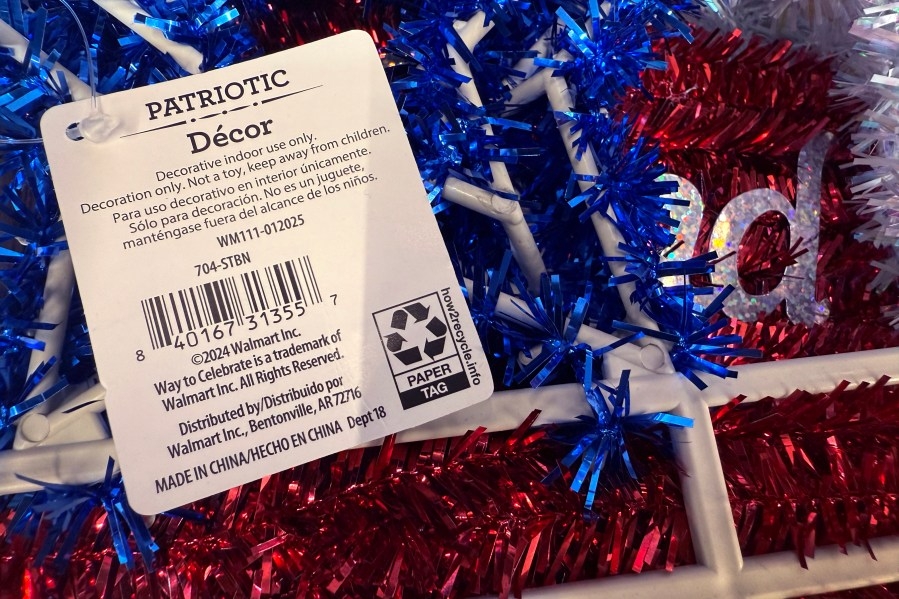 PATRIOTIC
Décor
Decorative indoor use only.
Decoration only. Not a toy, keep away from children.
Para uso decorativo en interior únicamente.
Sólo para decoración. No es un juguete,
manténgase fuera del alcance de los niños.
WM111-012025
704-STBN
8 40167 31355 7
©2024 Walmart Inc.
Way to Celebrate is a trademark of
Walmart Inc. All Rights Reserved.
Distributed by/Distribuido por
Walmart Inc., Bentonville, AR 72716
MADE IN CHINA/HECHO EN CHINA Dept 18
how2recycle.info
PAPER
TAG